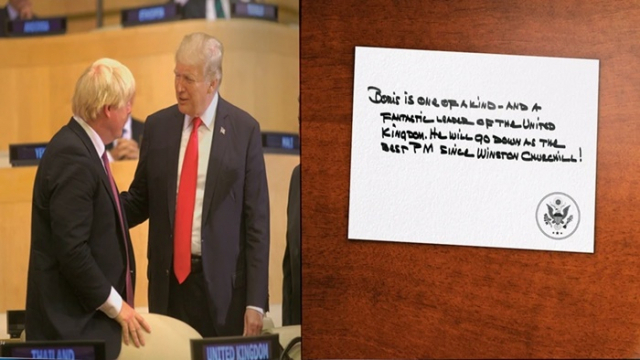 ETHIOPIA
THAILAND
UNITED KINGDOM
BORIS IS ONE OF A KIND - AND A
FANTASTIC LEADER OF THE UNITED
KINGDOM. HE WILL GO DOWN AS THE
BEST PM SINCE WINSTON CHURCHILL!